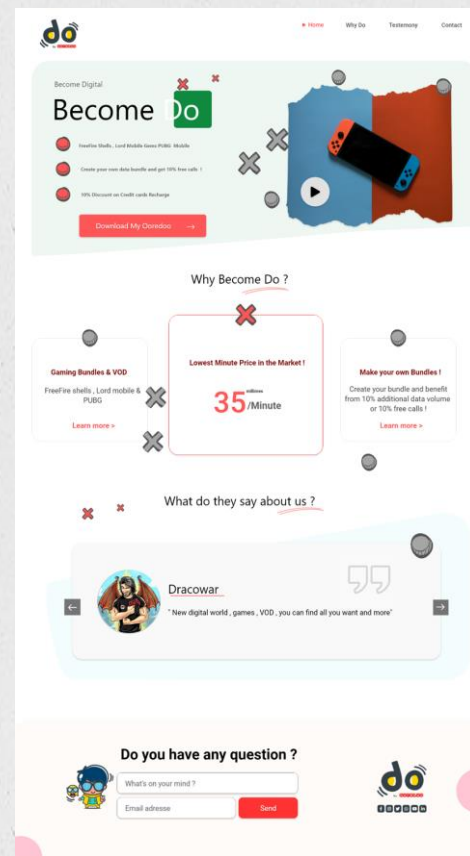 do
Home Why Do Testemony Contact
Become Digital
Become Do
FreeFire Shells , Lord Mobile Gems PUBG Mobile
Create your own data bundle and get 10% free calls !
10% Discount on Credit cards Recharge
Download My Ooredoo →
Why Become Do ?
Gaming Bundles & VOD
FreeFire shells , Lord mobile &
PUBG
Learn more >
Lowest Minute Price in the Market !
35 /Minute
Make your own Bundles !
Create your bundle and benefit
from 10% additional data volume
or 10% free calls !
Learn more >
What do they say about us ?
Dracowar
" New digital world , games , VOD , you can find all you want and more"
Do you have any question ?
What's on your mind ?
Email adresse
Send
do